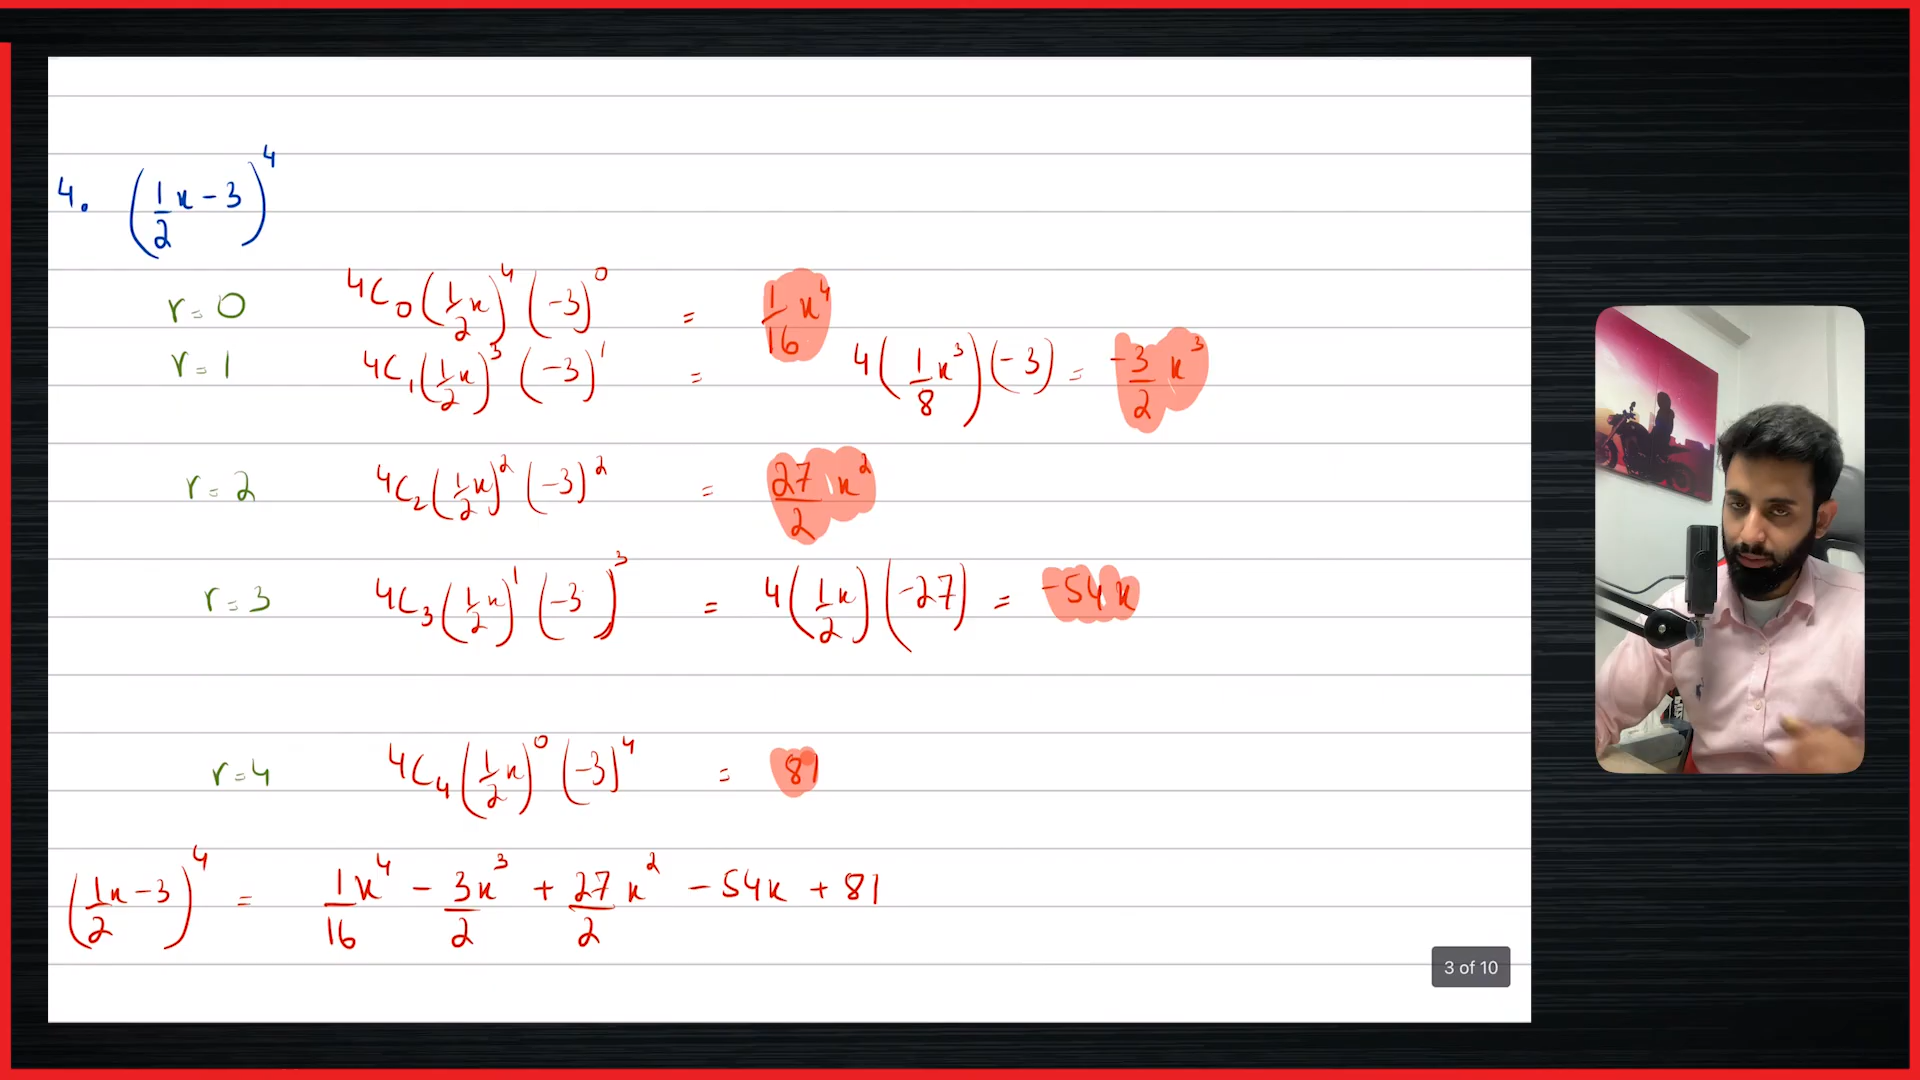 4. (1/2 x - 3)^4
r = 0 4C0 (1/2 x)^4 (-3)^0 = 1/16 x^4
r = 1 4C1 (1/2 x)^3 (-3)^1 = 4 (1/8 x^3) (-3) = -3/2 x^3
r = 2 4C2 (1/2 x)^2 (-3)^2 = 27/2 x^2
r = 3 4C3 (1/2 x)^1 (-3)^3 = 4 (1/2 x) (-27) = -54x
r = 4 4C4 (1/2 x)^0 (-3)^4 = 81
(1/2 x - 3)^4 = 1/16 x^4 - 3/2 x^3 + 27/2 x^2 - 54x + 81
3 of 10